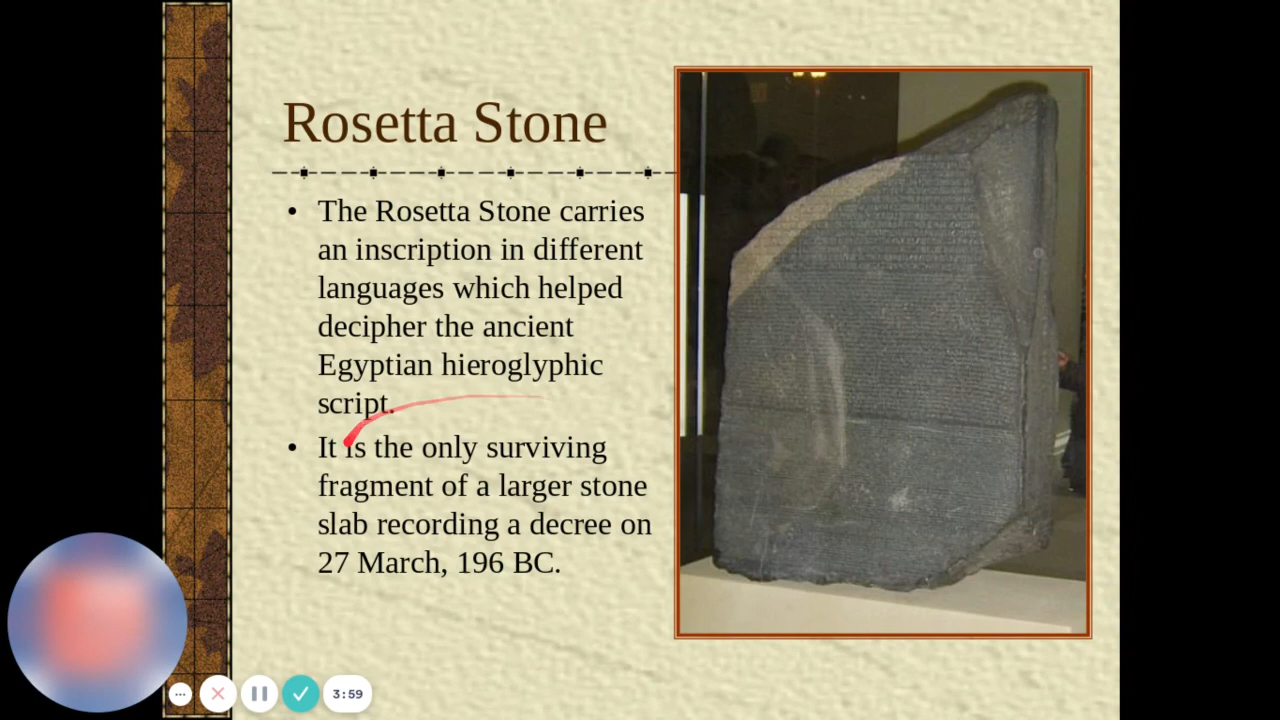 Rosetta Stone
• The Rosetta Stone carries
an inscription in different
languages which helped
decipher the ancient
Egyptian hieroglyphic
script.
• It is the only surviving
fragment of a larger stone
slab recording a decree on
27 March, 196 BC.
3:59